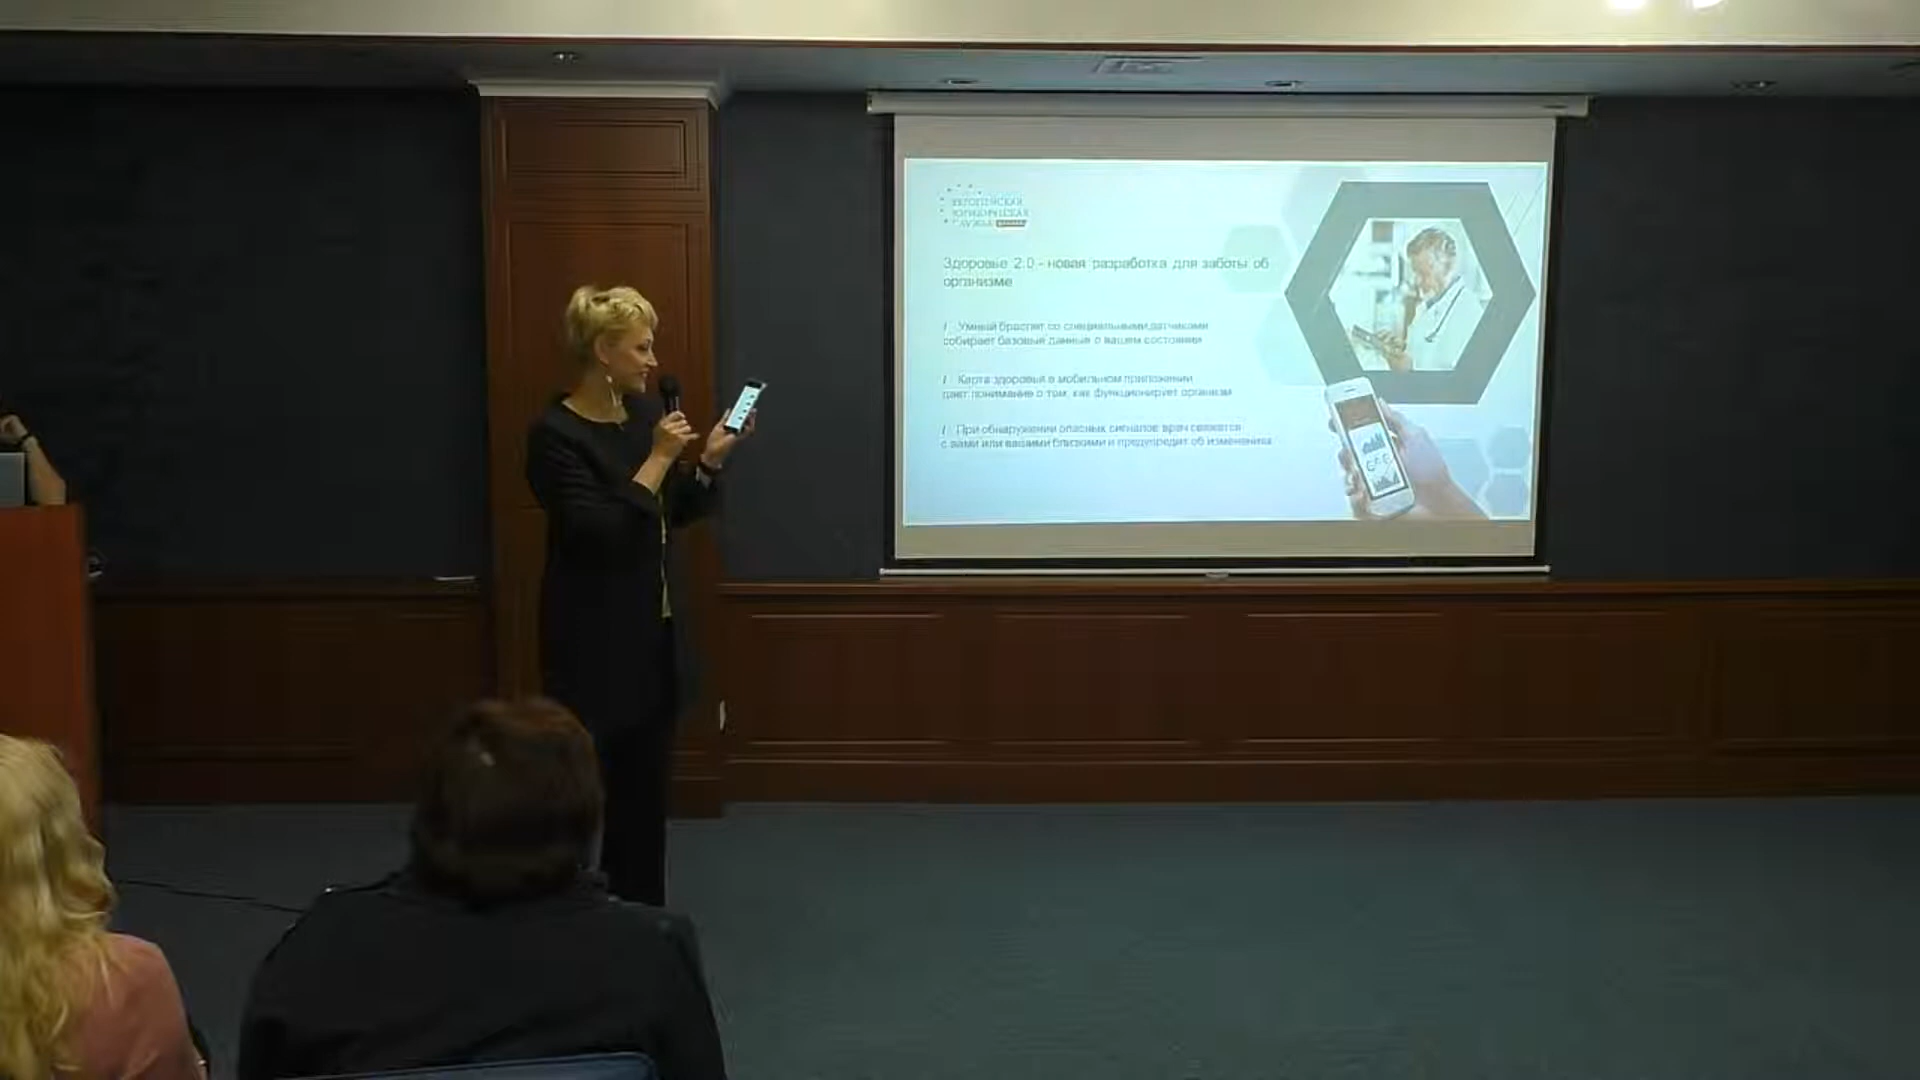 ЕВРОПЕЙСКАЯ
ЮРИДИЧЕСКАЯ
СЛУЖБА
Здоровье 2.0 - новая разработка для заботы об
организме
/ Умный браслет со специальными датчиками
собирает базовые данные о вашем состоянии
/ Карта здоровья в мобильном приложении
дает понимание о том, как функционирует организм
/ При обнаружении опасных сигналов врач свяжется
с вами или вашими близкими и предупредит об изменениях